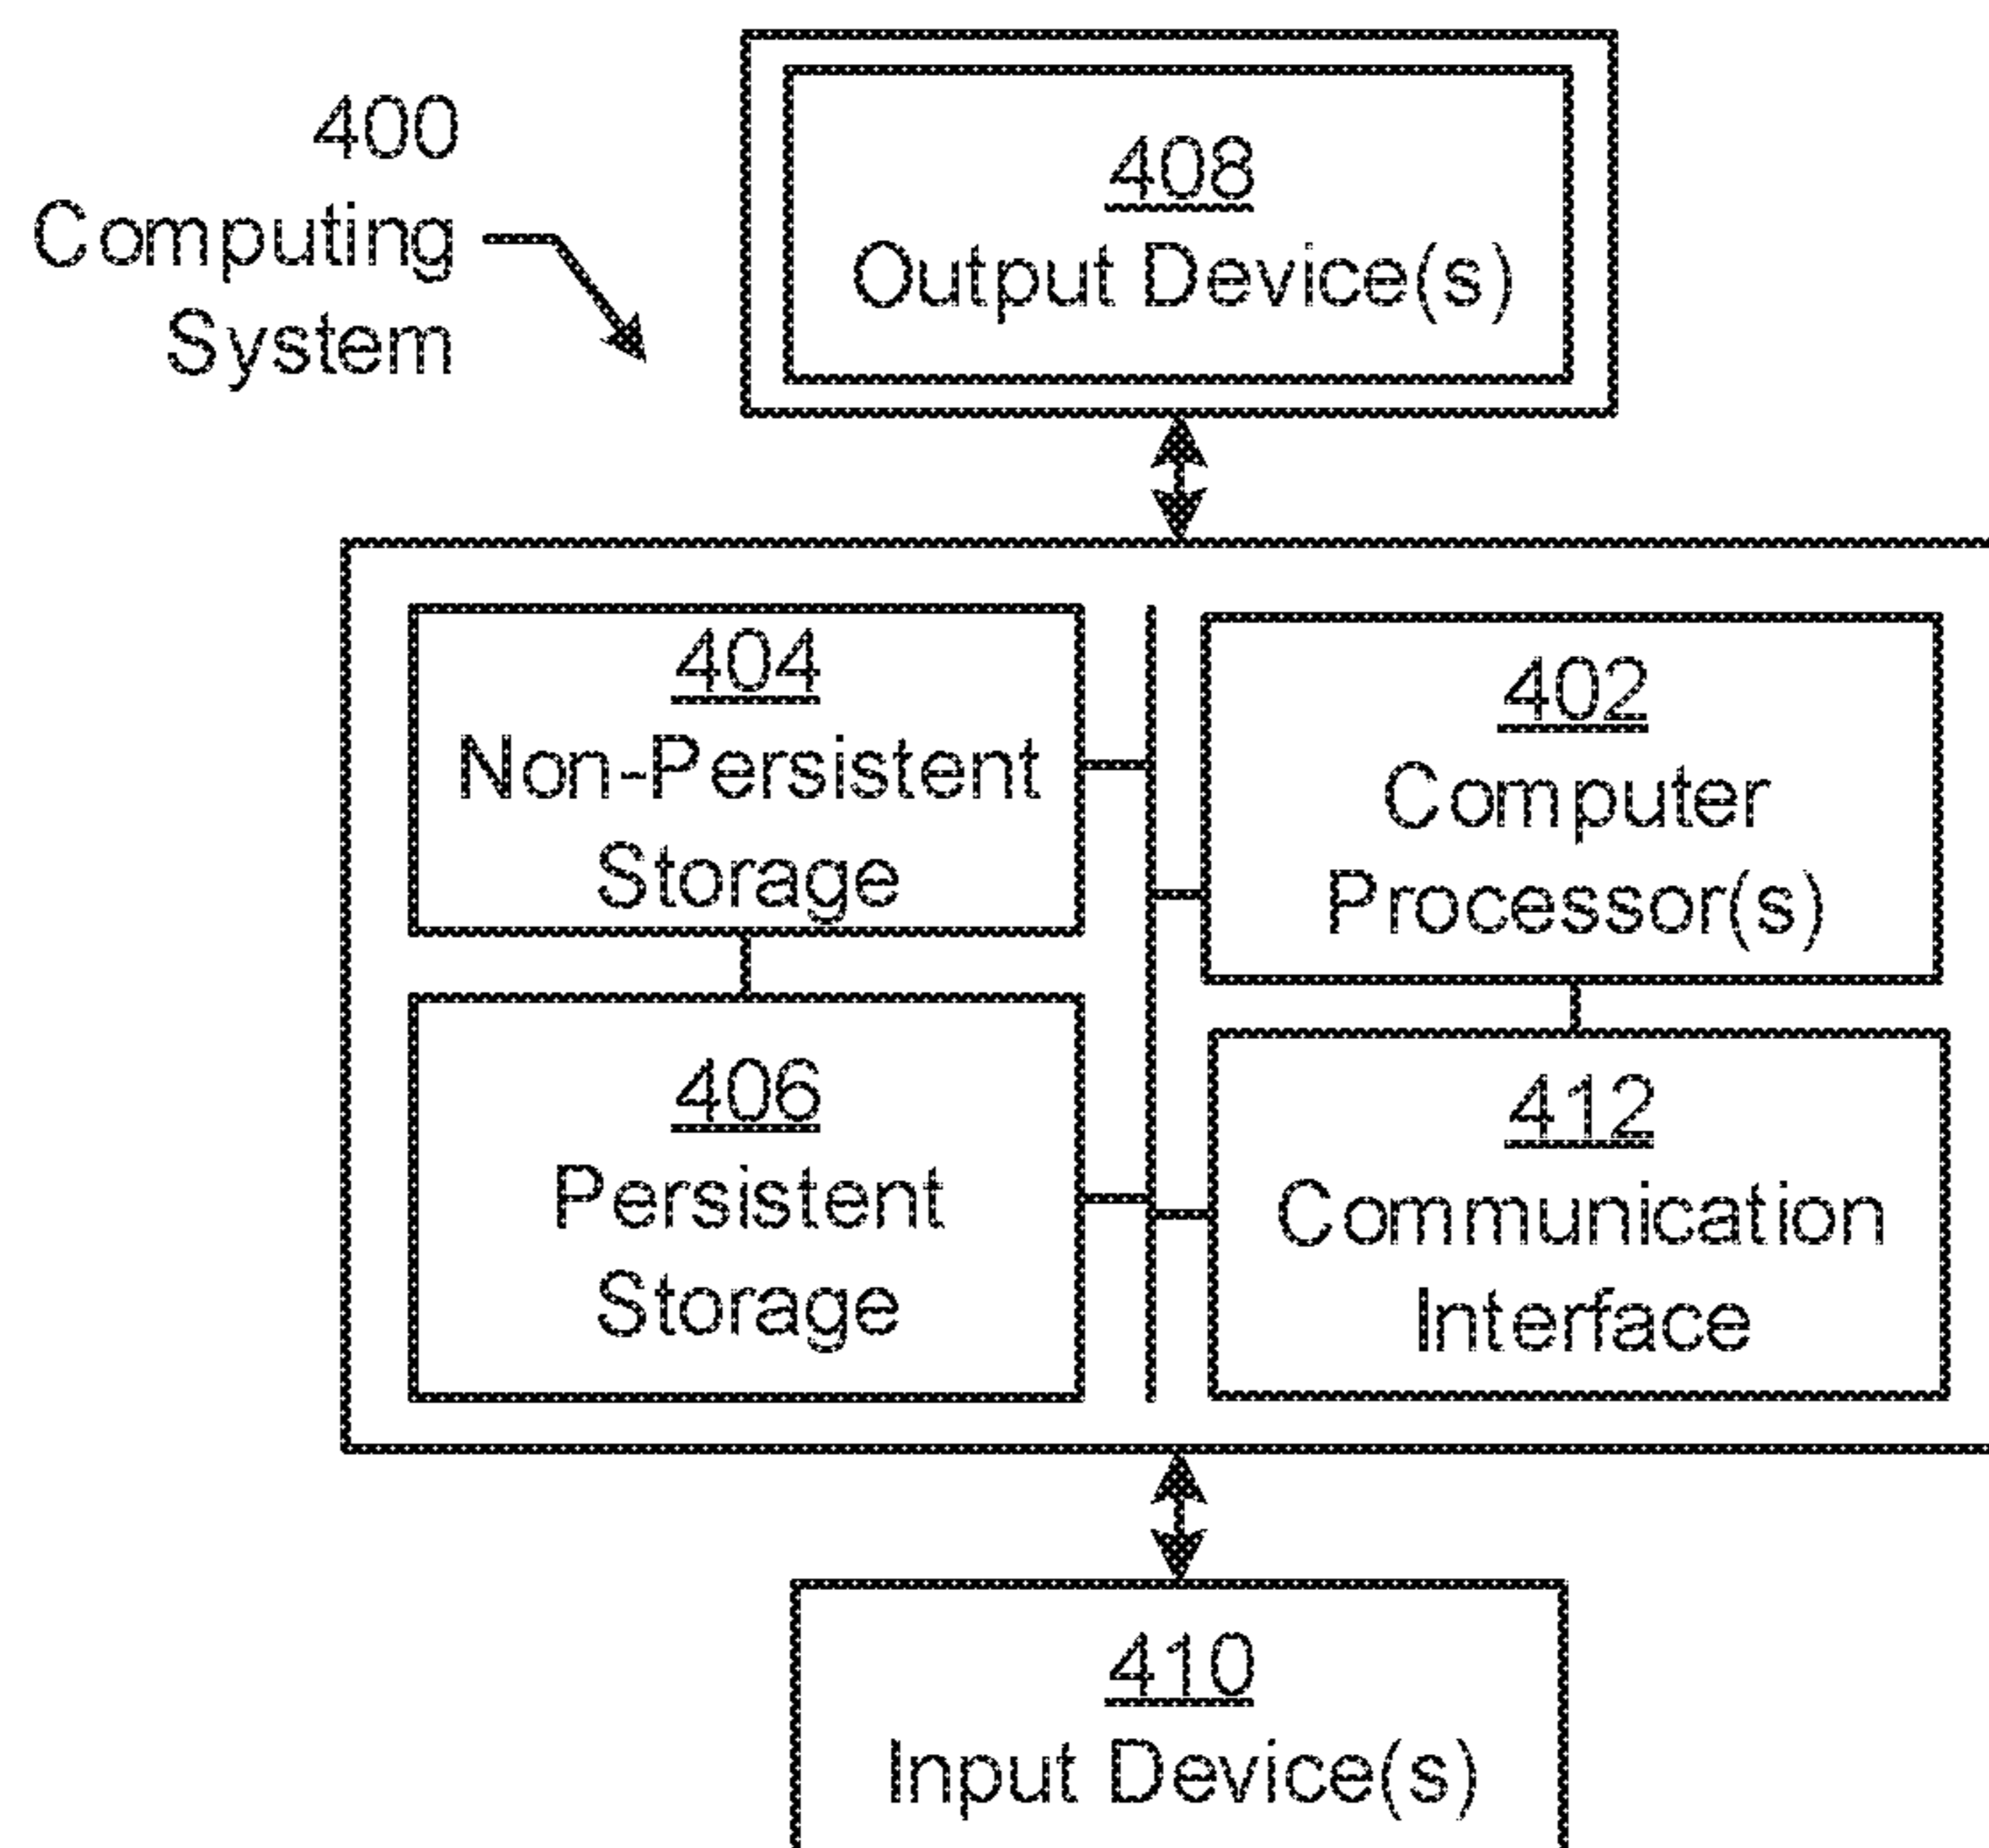 400
Computing
System
408
Output Device(s)
404
Non-Persistent
Storage
402
Computer
Processor(s)
406
Persistent
Storage
412
Communication
Interface
410
Input Device(s)